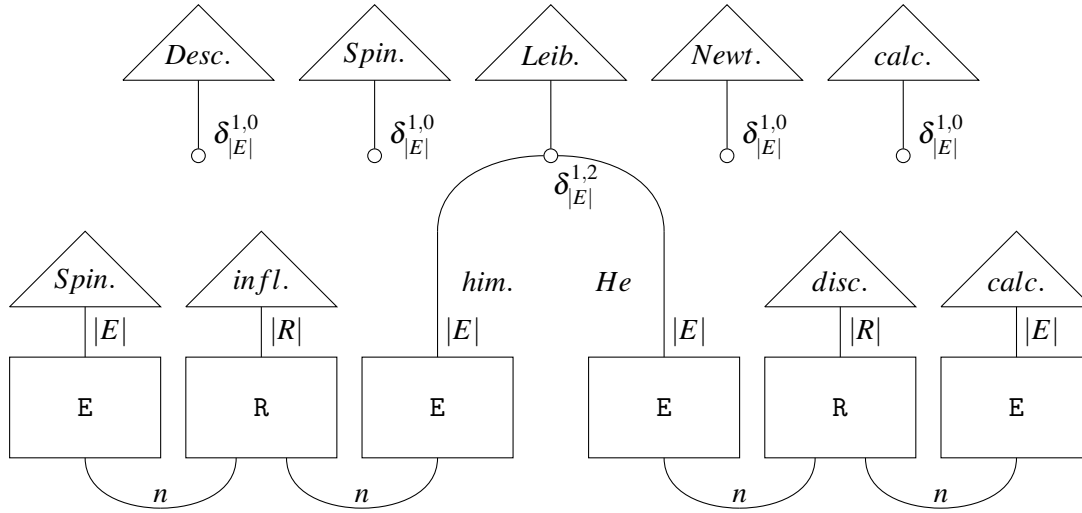 Desc. Spin. Leib. Newt. calc.
δ^{1,0}_{|E|} δ^{1,0}_{|E|} δ^{1,2}_{|E|} δ^{1,0}_{|E|} δ^{1,0}_{|E|}
Spin. infl. him. He disc. calc.
|E| |R| |E| |E| |R| |E|
E R E E R E
n n n n